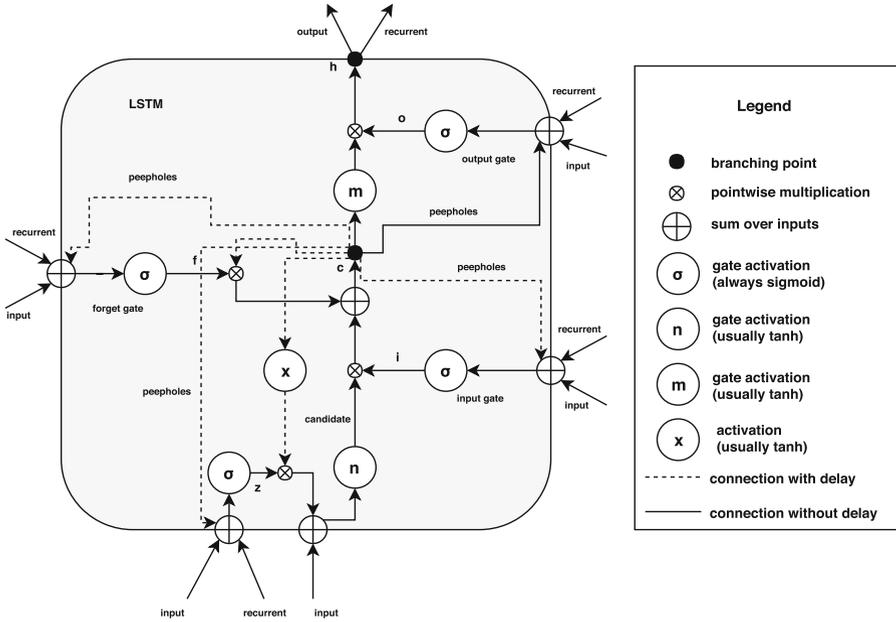 output
recurrent
h
LSTM
recurrent
o
σ
output gate
input
peepholes
m
peepholes
recurrent
c
f
σ
peepholes
forget gate
input
recurrent
i
σ
x
input gate
peepholes
input
candidate
σ
n
z
input
recurrent
input
Legend
branching point
pointwise multiplication
sum over inputs
σ
gate activation
(always sigmoid)
n
gate activation
(usually tanh)
m
gate activation
(usually tanh)
x
activation
(usually tanh)
connection with delay
connection without delay